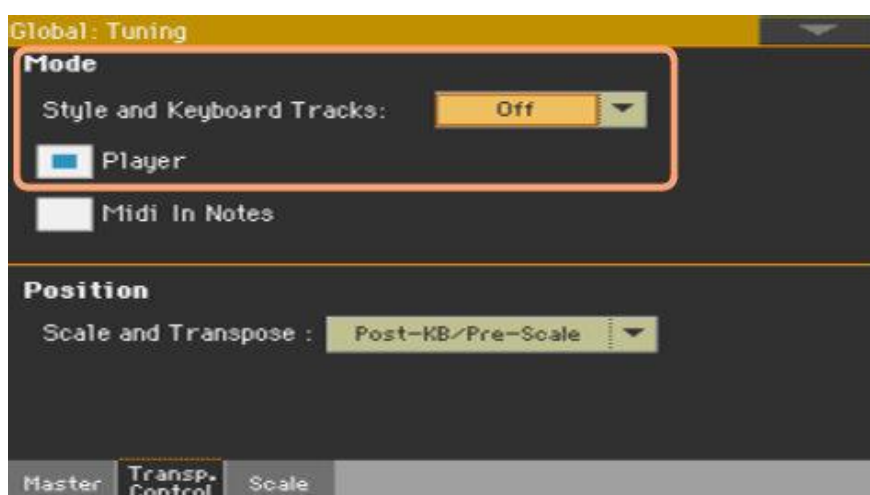 Global: Tuning
Mode
Style and Keyboard Tracks: Off
Player
Midi In Notes
Position
Scale and Transpose : Post-KB/Pre-Scale
Master Transp. Control Scale